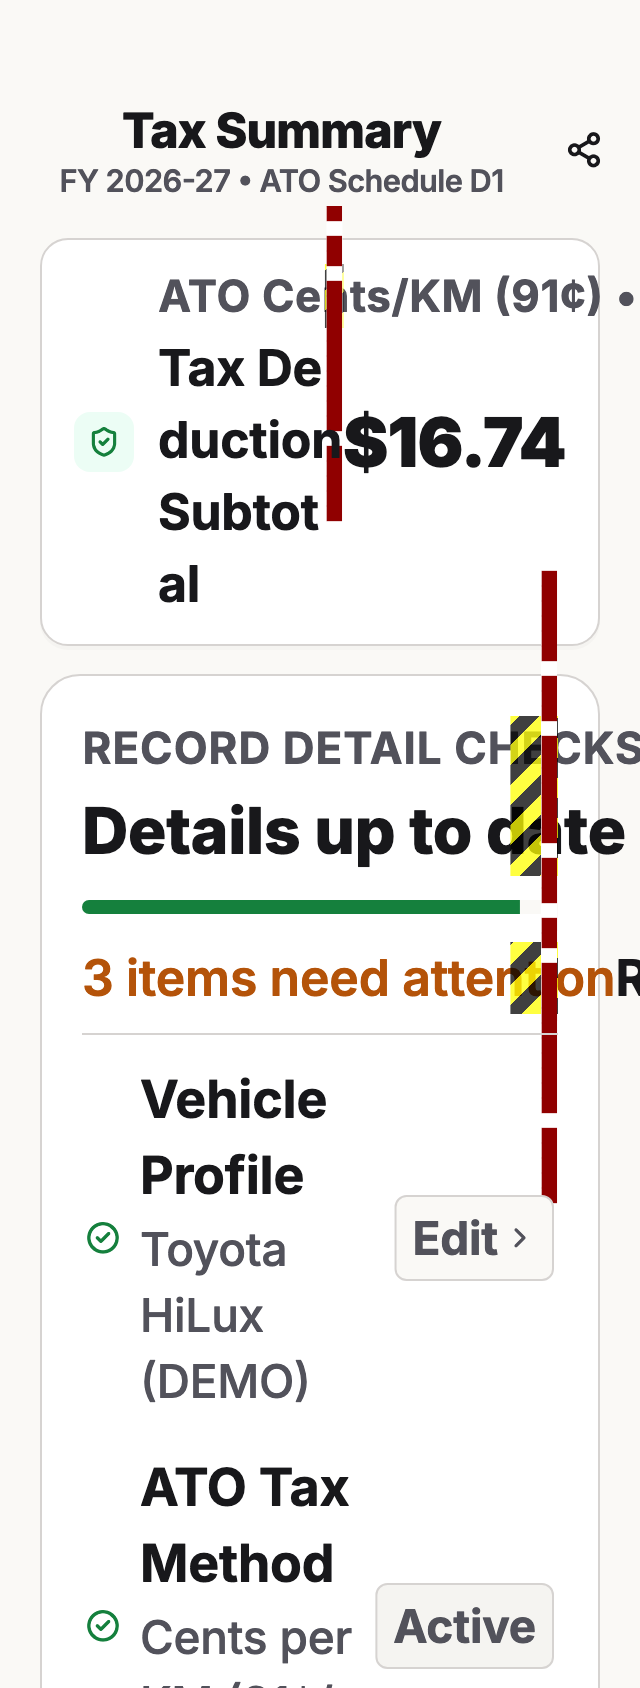 Tax Summary
FY 2026-27 • ATO Schedule D1
ATO Cents/KM (91¢) •
Tax De
duction
Subtot
al
$16.74
RECORD DETAIL CHECKS
Details up to date
3 items need attention
Vehicle
Profile
Toyota
HiLux
(DEMO)
Edit
ATO Tax
Method
Cents per
Active